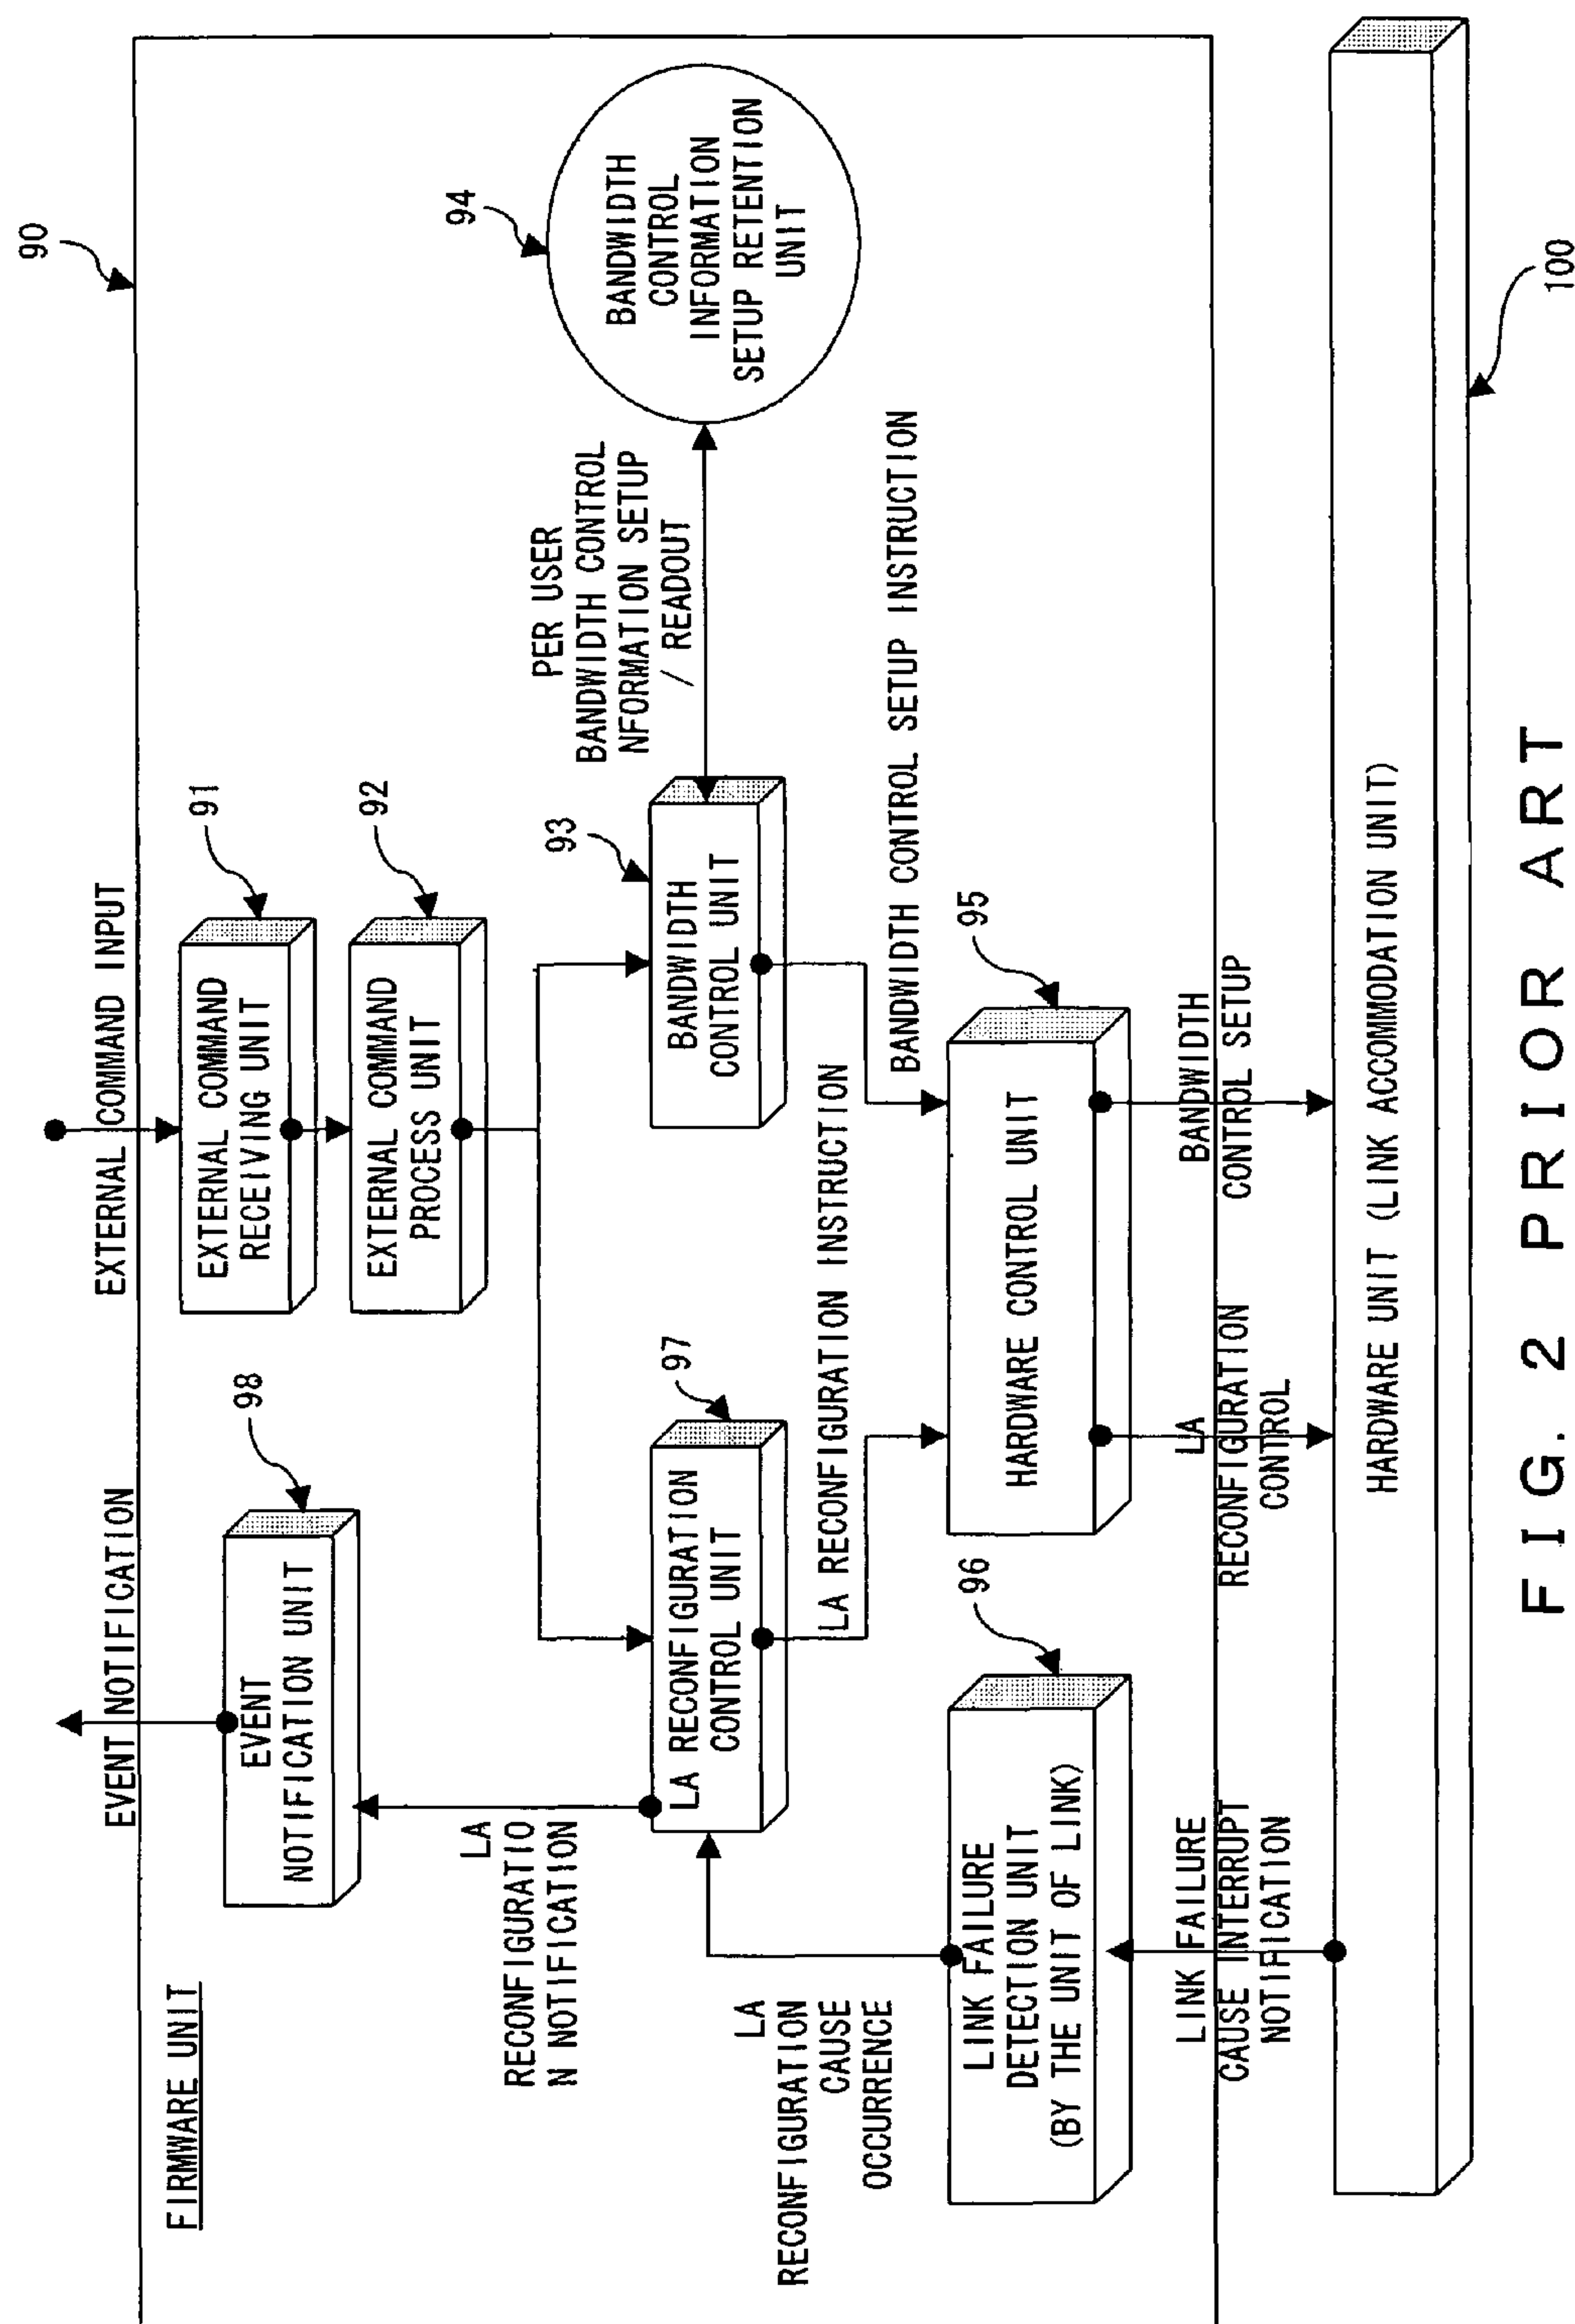 EVENT NOTIFICATION
EXTERNAL COMMAND INPUT
90
FIRMWARE UNIT
EVENT
NOTIFICATION UNIT
98
EXTERNAL COMMAND
RECEIVING UNIT
91
EXTERNAL COMMAND
PROCESS UNIT
92
LA
RECONFIGURATIO
N NOTIFICATION
PER USER
BANDWIDTH CONTROL
NFORMATION SETUP
/ READOUT
94
BANDWIDTH
CONTROL
INFORMATION
SETUP RETENTION
UNIT
LA RECONFIGURATION
CONTROL UNIT
97
BANDWIDTH
CONTROL UNIT
93
LA
RECONFIGURATION
CAUSE
OCCURRENCE
LA RECONFIGURATION INSTRUCTION
BANDWIDTH CONTROL SETUP INSTRUCTION
LINK FAILURE
DETECTION UNIT
(BY THE UNIT OF LINK)
96
HARDWARE CONTROL UNIT
95
LINK FAILURE
CAUSE INTERRUPT
NOTIFICATION
LA
RECONFIGURATION
CONTROL
BANDWIDTH
CONTROL SETUP
HARDWARE UNIT (LINK ACCOMMODATION UNIT)
100
FIG. 2 PRIOR ART